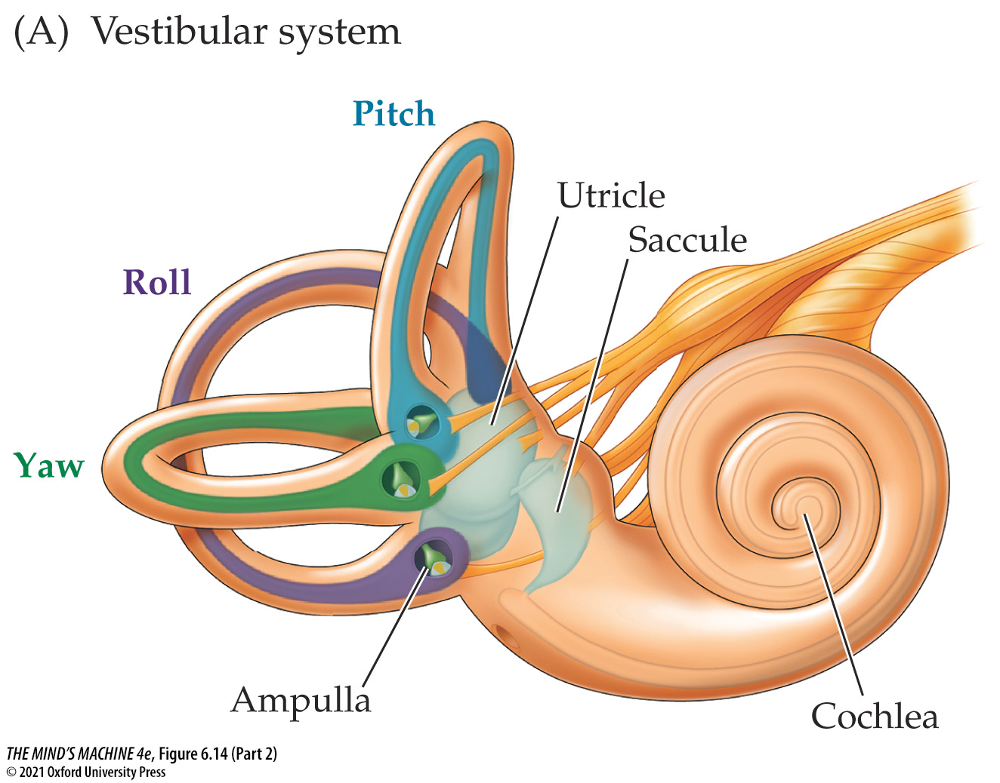 (A) Vestibular system
Pitch
Utricle
Saccule
Roll
Yaw
Ampulla
Cochlea
THE MIND'S MACHINE 4e, Figure 6.14 (Part 2)
© 2021 Oxford University Press